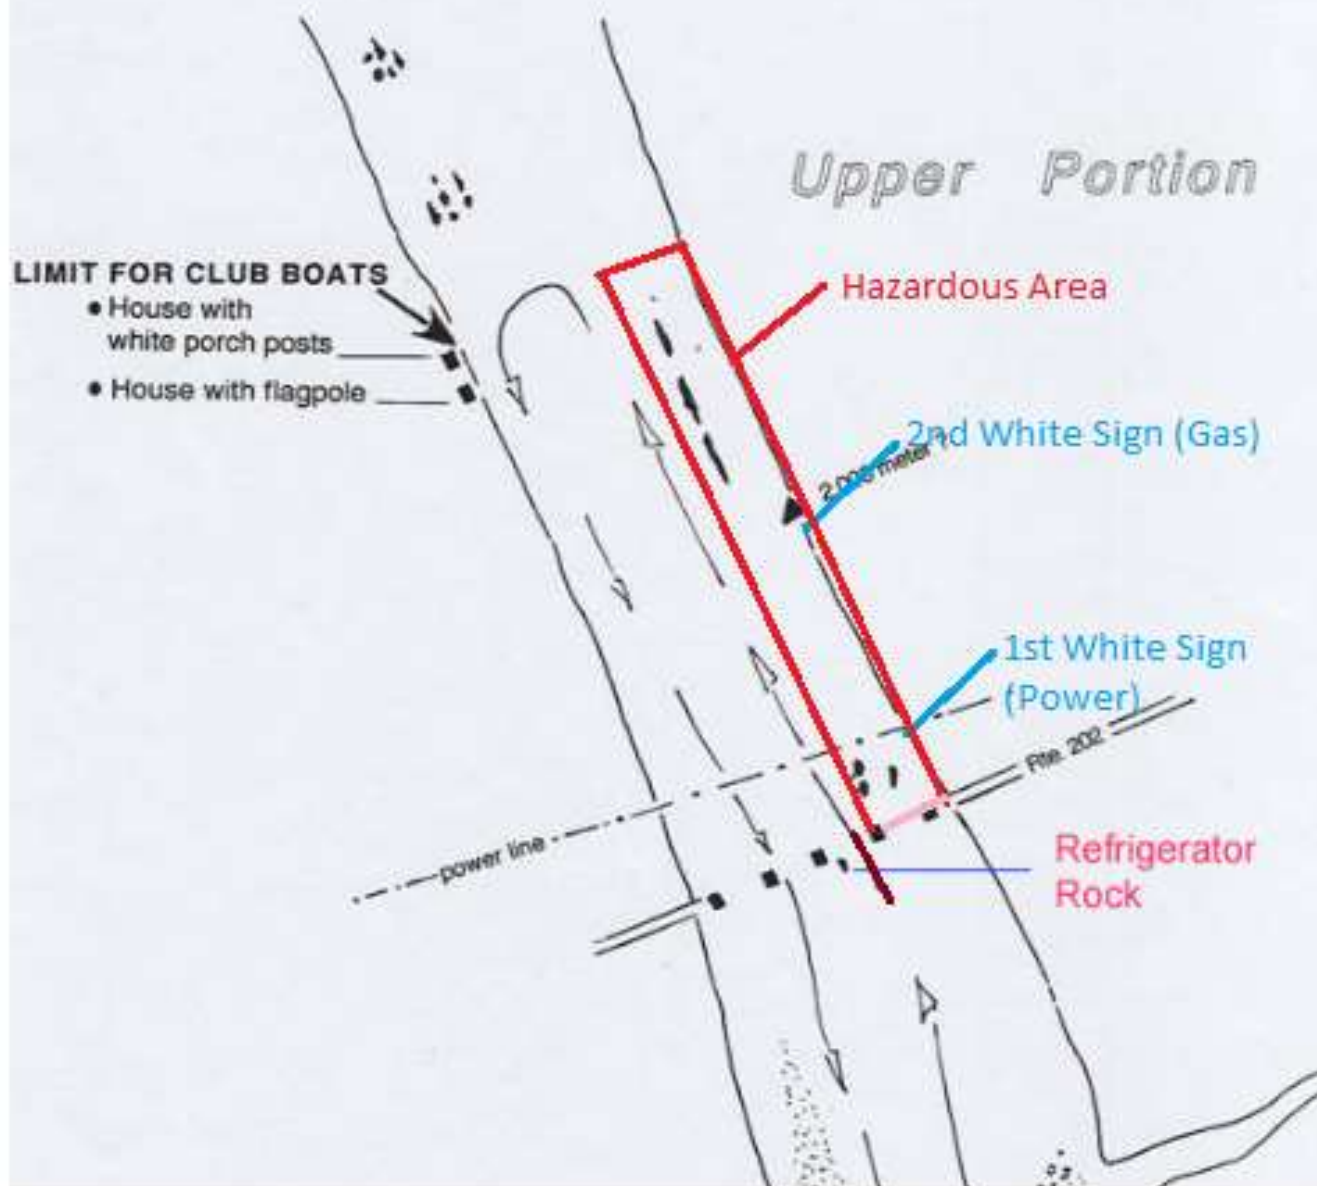 Upper Portion
LIMIT FOR CLUB BOATS
• House with
white porch posts
• House with flagpole
Hazardous Area
2nd White Sign (Gas)
meter
1st White Sign
(Power)
Rte. 202
power line
Refrigerator
Rock